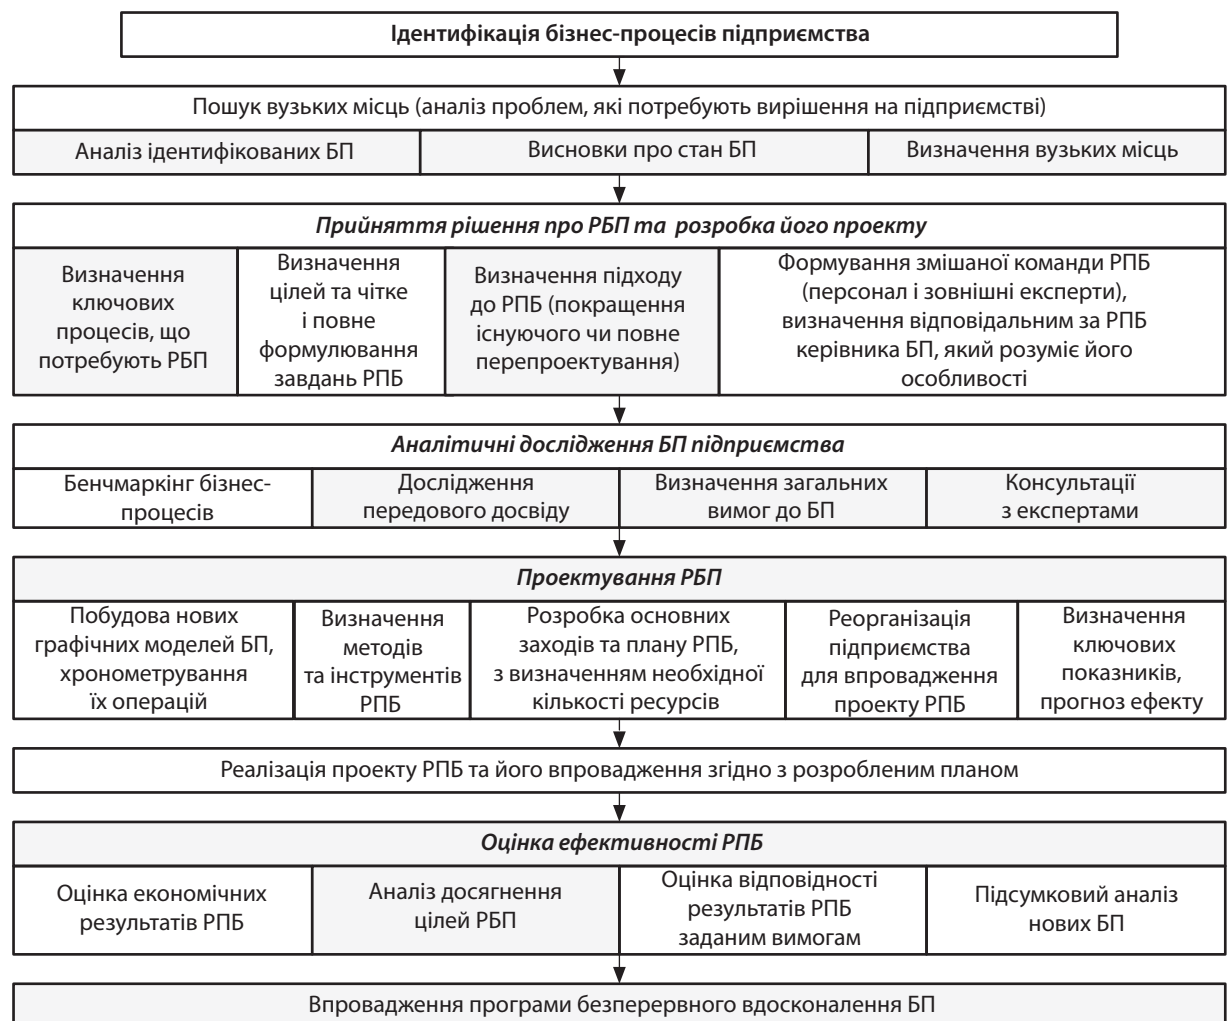 Ідентифікація бізнес-процесів підприємства
Пошук вузьких місць (аналіз проблем, які потребують вирішення на підприємстві)
Аналіз ідентифікованих БП
Висновки про стан БП
Визначення вузьких місць
Прийняття рішення про РБП та розробка його проекту
Визначення
ключових
процесів, що
потребують РБП
Визначення
цілей та чітке
і повне
формулювання
завдань РПБ
Визначення підходу
до РПБ (покращення
існуючого чи повне
перепроектування)
Формування змішаної команди РПБ
(персонал і зовнішні експерти),
визначення відповідальним за РПБ
керівника БП, який розуміє його
особливості
Аналітичні дослідження БП підприємства
Бенчмаркінг бізнес-
процесів
Дослідження
передового досвіду
Визначення загальних
вимог до БП
Консультації
з експертами
Проектування РБП
Побудова нових
графічних моделей БП,
хронометрування
їх операцій
Визначення
методів
та інструментів
РПБ
Розробка основних
заходів та плану РПБ,
з визначенням необхідної
кількості ресурсів
Реорганізація
підприємства
для впровадження
проекту РПБ
Визначення
ключових
показників,
прогноз ефекту
Реалізація проекту РПБ та його впровадження згідно з розробленим планом
Оцінка ефективності РПБ
Оцінка економічних
результатів РПБ
Аналіз досягнення
цілей РБП
Оцінка відповідності
результатів РПБ
заданим вимогам
Підсумковий аналіз
нових БП
Впровадження програми безперервного вдосконалення БП